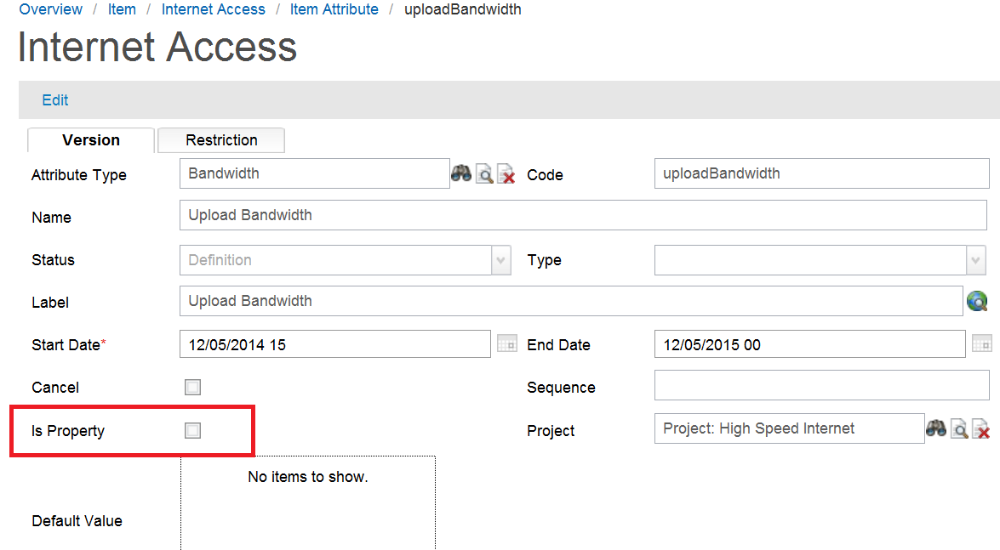 Overview / Item / Internet Access / Item Attribute / uploadBandwidth
Internet Access
Edit
Version Restriction
Attribute Type Bandwidth Code uploadBandwidth
Name Upload Bandwidth
Status Definition Type
Label Upload Bandwidth
Start Date* 12/05/2014 15 End Date 12/05/2015 00
Cancel Sequence
Is Property Project Project: High Speed Internet
No items to show.
Default Value